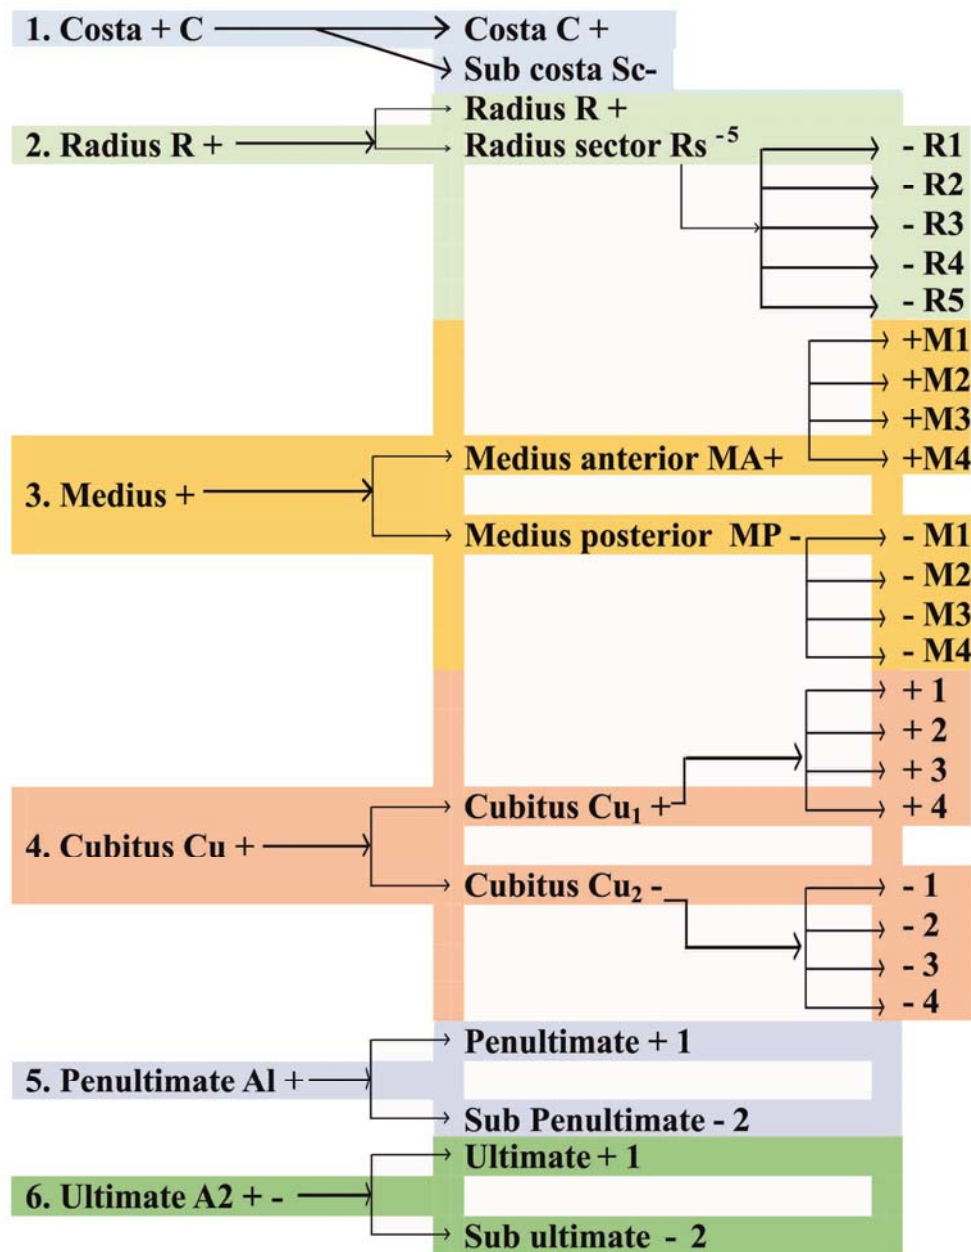 1. Costa + C
Costa C +
Sub costa Sc-
Radius R +
2. Radius R +
Radius sector Rs ⁻⁵
- R1
- R2
- R3
- R4
- R5
+M1
+M2
+M3
Medius anterior MA+
+M4
3. Medius +
Medius posterior MP -
- M1
- M2
- M3
- M4
+ 1
+ 2
+ 3
Cubitus Cu₁ +
+ 4
4. Cubitus Cu +
Cubitus Cu₂ -
- 1
- 2
- 3
- 4
Penultimate + 1
5. Penultimate Al +
Sub Penultimate - 2
Ultimate + 1
6. Ultimate A2 + -
Sub ultimate - 2